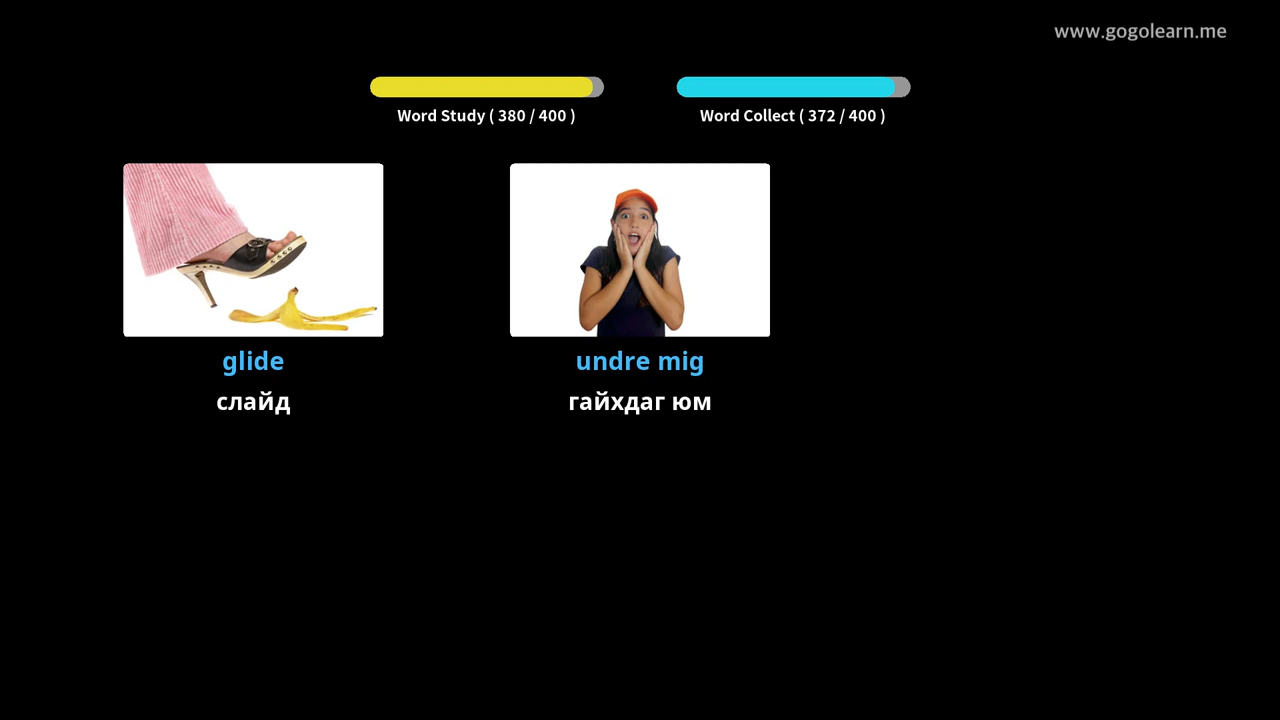 www.gogolearn.me
Word Study ( 380 / 400 )
Word Collect ( 372 / 400 )
glide
undre mig
слайд
гайхдаг юм